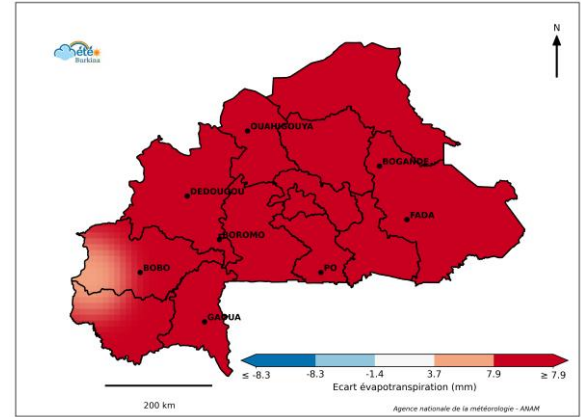 N
Météo
Burkina
OUAHIGOUYA
BOGANDE
DEDOUGOU
FADA
BOROMO
BOBO
PO
GAOUA
≤ -8.3
-8.3
-1.4
3.7
7.9
≥ 7.9
Ecart évapotranspiration (mm)
200 km
Agence nationale de la météorologie - ANAM